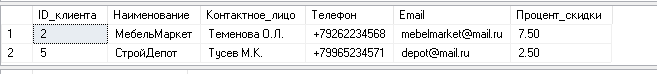 ID_клиента Наименование Контактное_лицо Телефон Email Процент_скидки
1 2 МебельМаркет Теменова О.Л. +79262234568 mebelmarket@mail.ru 7.50
2 5 СтройДепот Тусев М.К. +79965234571 depot@mail.ru 2.50